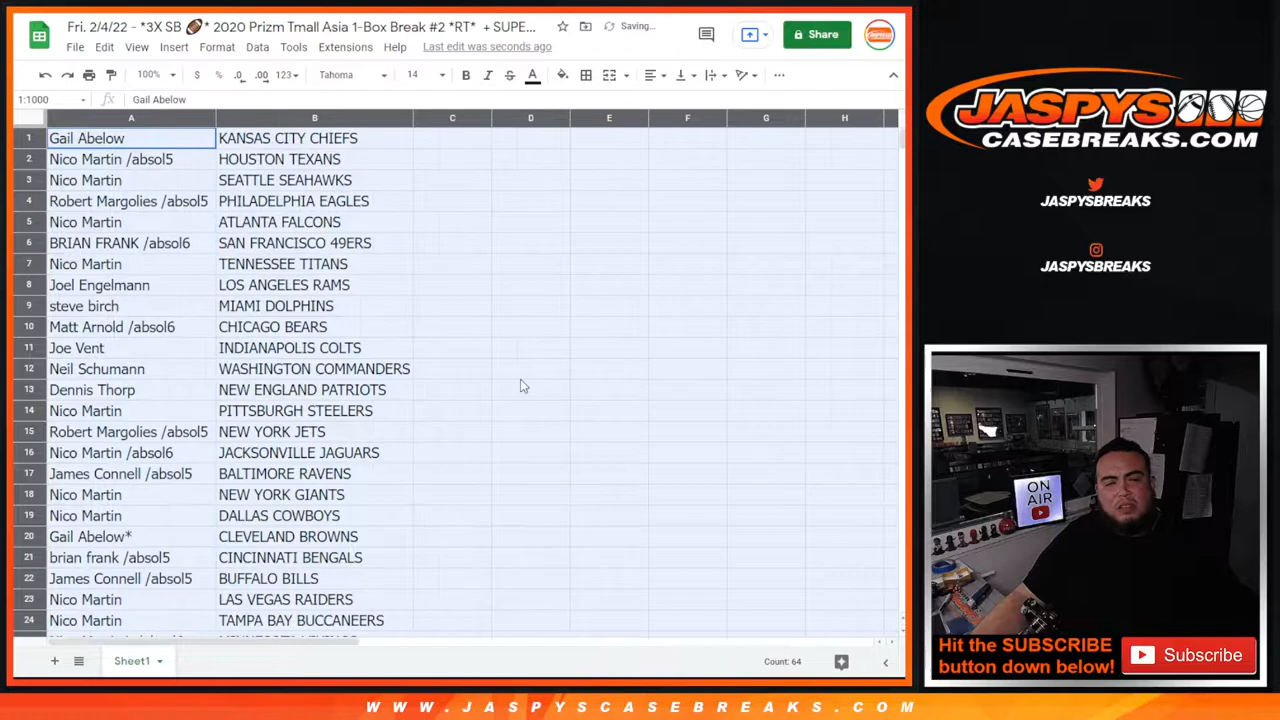 Fri. 2/4/22 - *3X SB 🏈* 2020 Prizm Tmall Asia 1-Box Break #2 *RT* + SUPE...
Saving...
Share
File Edit View Insert Format Data Tools Extensions Help Last edit was seconds ago
100% $ % .0 .00 123 Tahoma 14 B I S A
1:1000 fx Gail Abelow
A B C D E F G H
1 Gail Abelow KANSAS CITY CHIEFS
2 Nico Martin /absol5 HOUSTON TEXANS
3 Nico Martin SEATTLE SEAHAWKS
4 Robert Margolies /absol5 PHILADELPHIA EAGLES
5 Nico Martin ATLANTA FALCONS
6 BRIAN FRANK /absol6 SAN FRANCISCO 49ERS
7 Nico Martin TENNESSEE TITANS
8 Joel Engelmann LOS ANGELES RAMS
9 steve birch MIAMI DOLPHINS
10 Matt Arnold /absol6 CHICAGO BEARS
11 Joe Vent INDIANAPOLIS COLTS
12 Neil Schumann WASHINGTON COMMANDERS
13 Dennis Thorp NEW ENGLAND PATRIOTS
14 Nico Martin PITTSBURGH STEELERS
15 Robert Margolies /absol5 NEW YORK JETS
16 Nico Martin /absol6 JACKSONVILLE JAGUARS
17 James Connell /absol5 BALTIMORE RAVENS
18 Nico Martin NEW YORK GIANTS
19 Nico Martin DALLAS COWBOYS
20 Gail Abelow* CLEVELAND BROWNS
21 brian frank /absol5 CINCINNATI BENGALS
22 James Connell /absol5 BUFFALO BILLS
23 Nico Martin LAS VEGAS RAIDERS
24 Nico Martin TAMPA BAY BUCCANEERS
Sheet1
Count: 64
JASPYS
CASEBREAKS.COM
JASPYSBREAKS
JASPYSBREAKS
ON
AIR
Hit the SUBSCRIBE
button down below!
Subscribe
WWW.JASPYSCASEBREAKS.COM